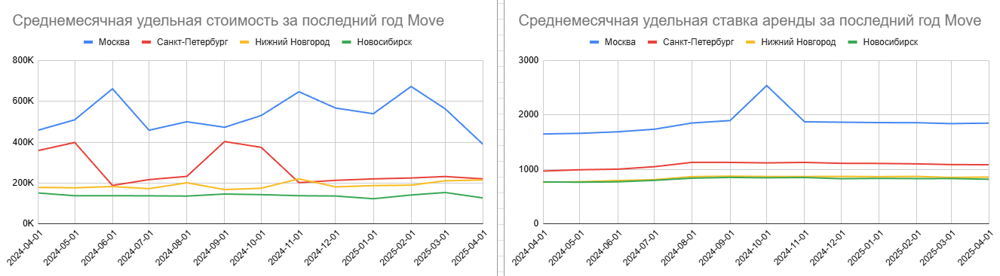 Среднемесячная удельная стоимость за последний год Move
Москва Санкт-Петербург Нижний Новгород Новосибирск
800K
600K
400K
200K
0K
2024-04-01 2024-05-01 2024-06-01 2024-07-01 2024-08-01 2024-09-01 2024-10-01 2024-11-01 2024-12-01 2025-01-01 2025-02-01 2025-03-01 2025-04-01
Среднемесячная удельная ставка аренды за последний год Move
Москва Санкт-Петербург Нижний Новгород Новосибирск
3000
2000
1000
0
2024-04-01 2024-05-01 2024-06-01 2024-07-01 2024-08-01 2024-09-01 2024-10-01 2024-11-01 2024-12-01 2025-01-01 2025-02-01 2025-03-01 2025-04-01